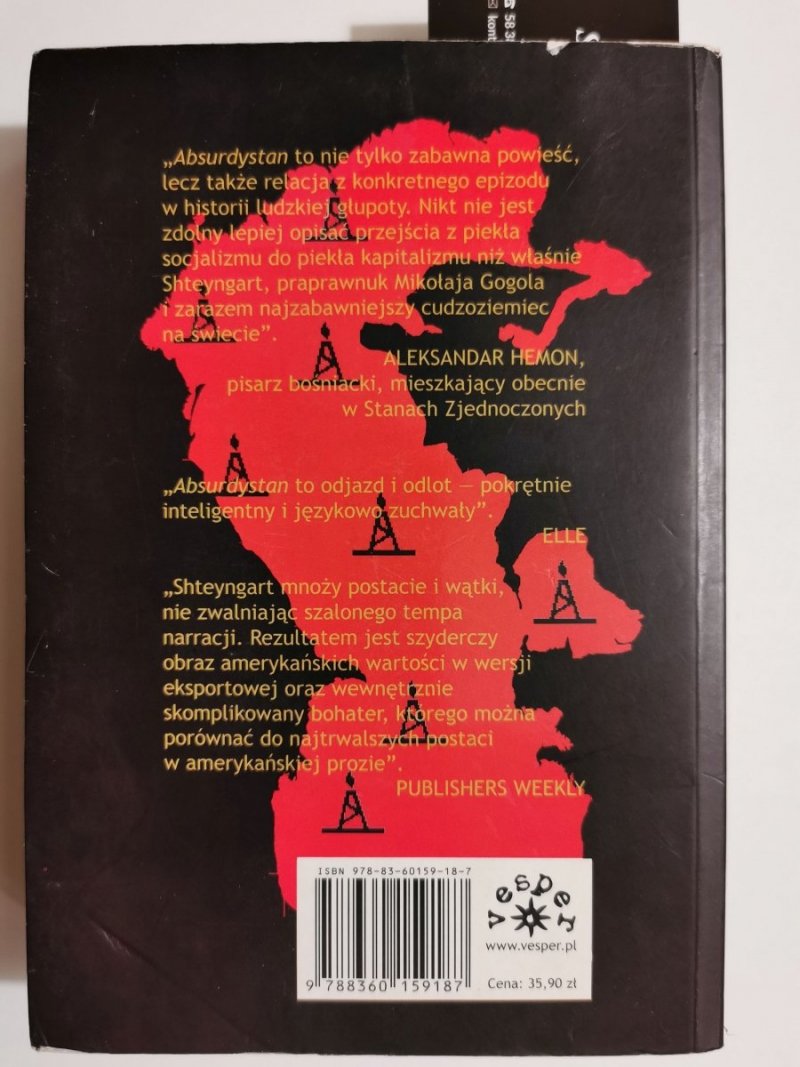 58 3
kont
S
„Absurdystan to nie tylko zabawna powieść,
lecz także relacja z konkretnego epizodu
w historii ludzkiej głupoty. Nikt nie jest
zdolny lepiej opisać przejścia z piekła
socjalizmu do piekła kapitalizmu niż właśnie
Shteyngart, praprawnuk Mikołaja Gogola
i zarazem najzabawniejszy cudzoziemiec
na świecie”.
ALEKSANDAR HEMON,
pisarz bośniacki, mieszkający obecnie
w Stanach Zjednoczonych
„Absurdystan to odjazd i odlot — pokrętnie
inteligentny i językowo zuchwały”.
ELLE
„Shteyngart mnoży postacie i wątki,
nie zwalniając szalonego tempa
narracji. Rezultatem jest szyderczy
obraz amerykańskich wartości w wersji
eksportowej oraz wewnętrznie
skomplikowany bohater, którego można
porównać do najtrwalszych postaci
w amerykańskiej prozie”.
PUBLISHERS WEEKLY
ISBN 978-83-60159-18-7
9 788360 159187
vesper
www.vesper.pl
Cena: 35,90 zł